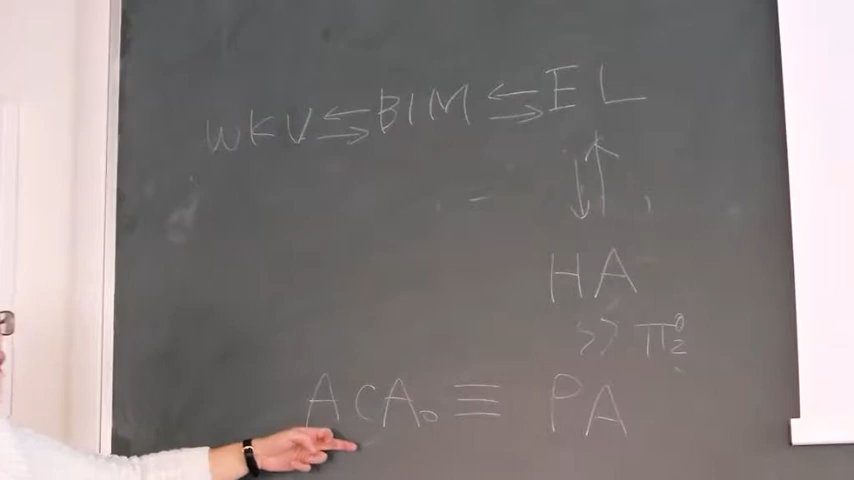 WKV ⇆ BIM ⇆ EL
↓↑
HA
≫ Π⁰₂
ACA₀ ≡ PA